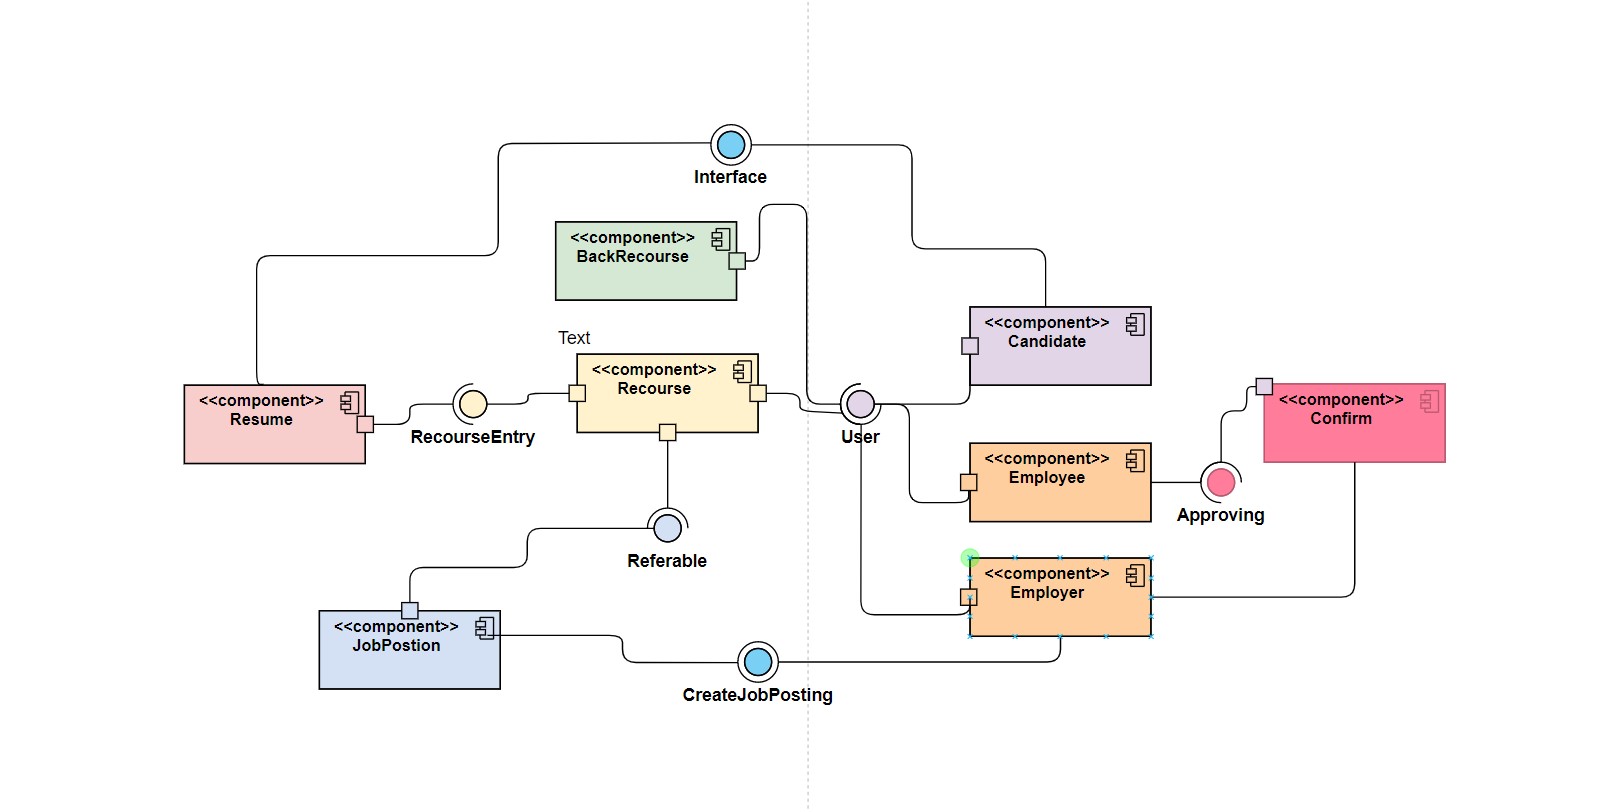 Interface
<<component>>
BackRecourse
<<component>>
Candidate
Text
<<component>>
Recourse
<<component>>
Resume
RecourseEntry
User
<<component>>
Confirm
<<component>>
Employee
Approving
Referable
<<component>>
Employer
<<component>>
JobPostion
CreateJobPosting